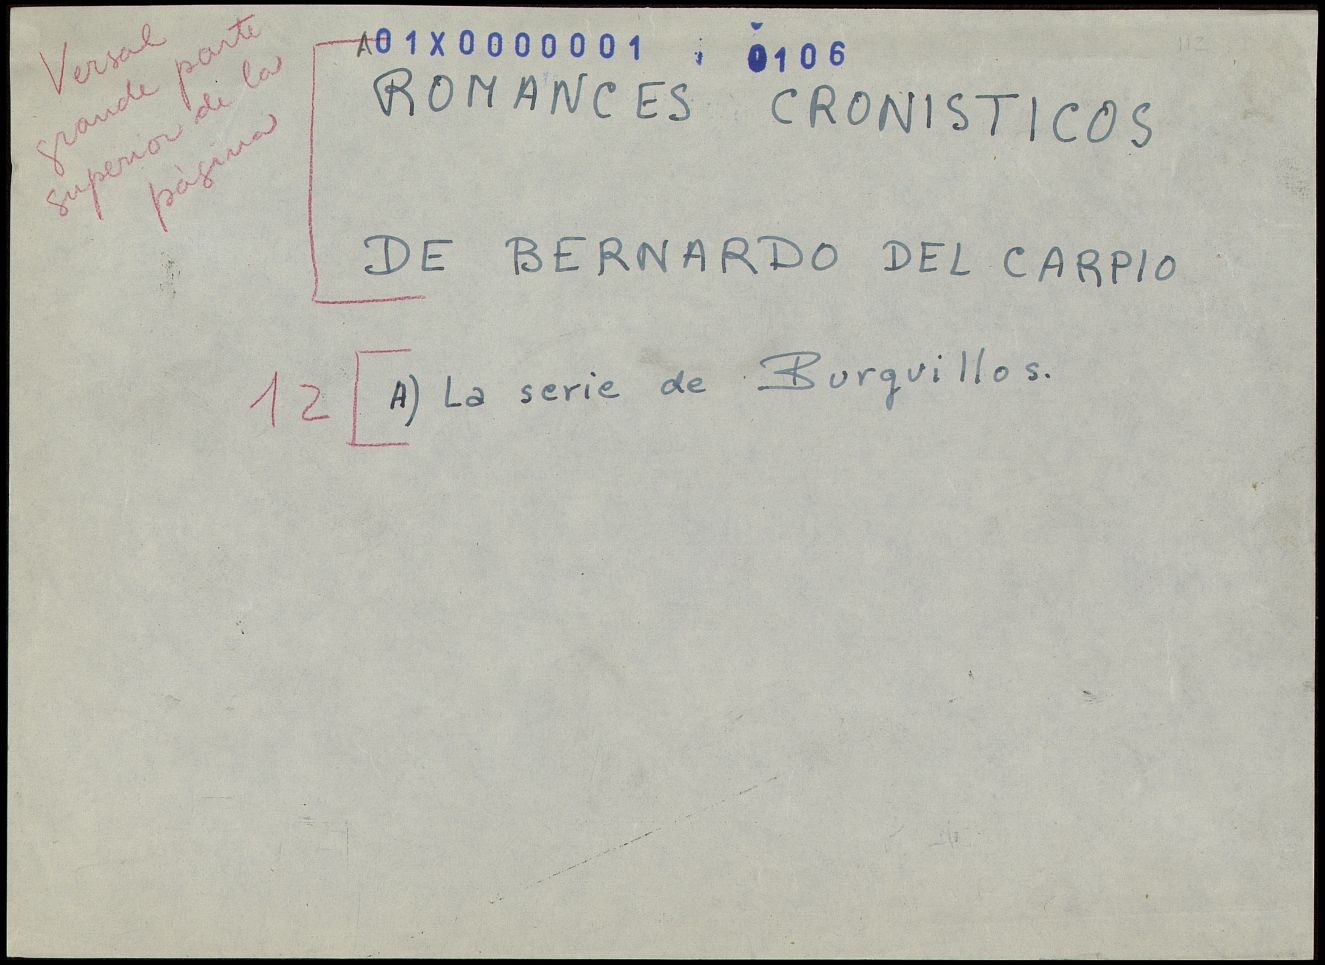 Versal
grande parte
superior de la
página
A01X0000001 : 0106
ROMANCES CRONISTICOS
DE BERNARDO DEL CARPIO
12 A) La serie de Burguillos.